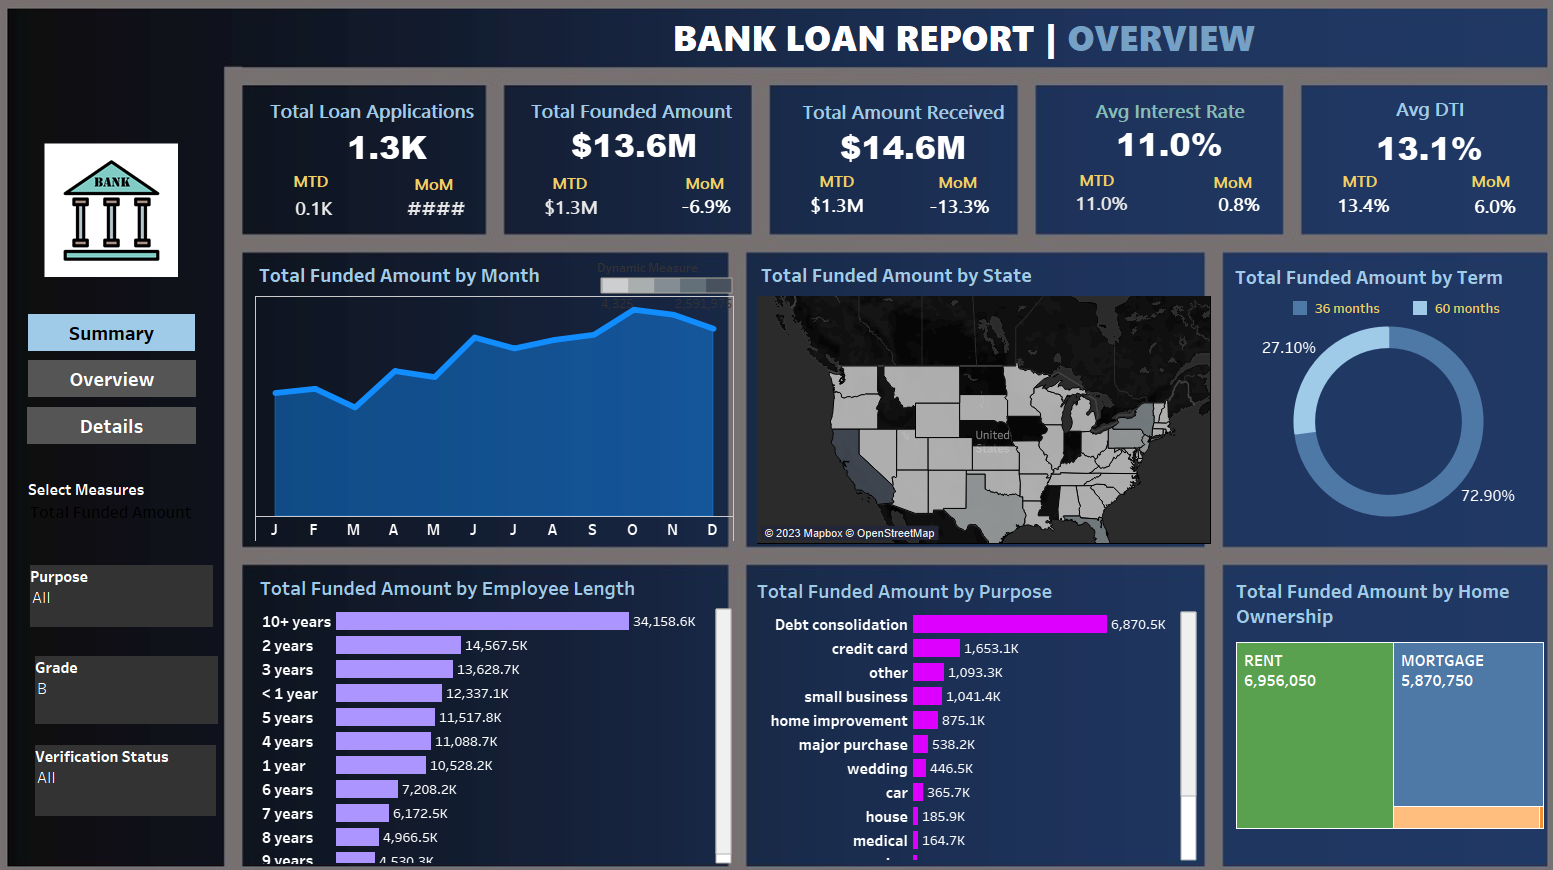 BANK LOAN REPORT | OVERVIEW
Total Loan Applications
1.3K
MTD MoM
0.1K ####
Total Founded Amount
$13.6M
MTD MoM
$1.3M -6.9%
Total Amount Received
$14.6M
MTD MoM
$1.3M -13.3%
Avg Interest Rate
11.0%
MTD MoM
11.0% 0.8%
Avg DTI
13.1%
MTD MoM
13.4% 6.0%
BANK
Summary
Overview
Details
Select Measures
Total Funded Amount
Purpose
All
Grade
B
Verification Status
All
Total Funded Amount by Month
Dynamic Measure
J F M A M J J A S O N D
Total Funded Amount by State
United
States
© 2023 Mapbox © OpenStreetMap
Total Funded Amount by Term
36 months 60 months
27.10%
72.90%
Total Funded Amount by Employee Length
10+ years 34,158.6K
2 years 14,567.5K
3 years 13,628.7K
< 1 year 12,337.1K
5 years 11,517.8K
4 years 11,088.7K
1 year 10,528.2K
6 years 7,208.2K
7 years 6,172.5K
8 years 4,966.5K
9 years 4,530.3K
Total Funded Amount by Purpose
Debt consolidation 6,870.5K
credit card 1,653.1K
other 1,093.3K
small business 1,041.4K
home improvement 875.1K
major purchase 538.2K
wedding 446.5K
car 365.7K
house 185.9K
medical 164.7K
Total Funded Amount by Home
Ownership
RENT
6,956,050
MORTGAGE
5,870,750